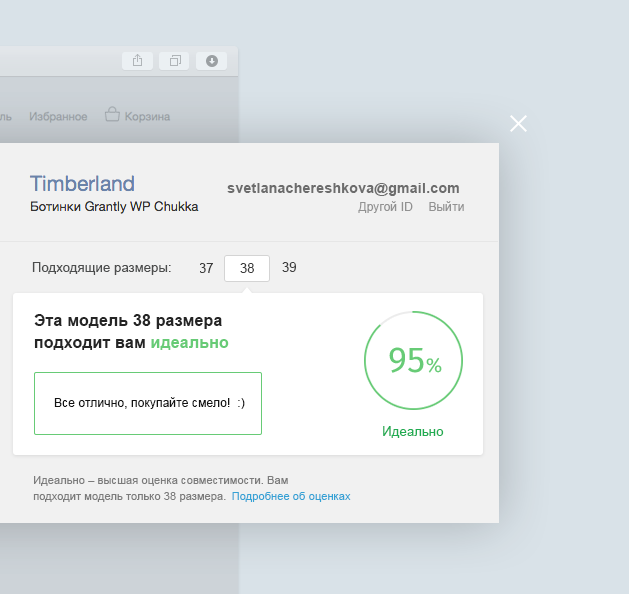 Избранное Корзина
Timberland
Ботинки Grantly WP Chukka
svetlanachereshkova@gmail.com
Другой ID Выйти
Подходящие размеры: 37 38 39
Эта модель 38 размера
подходит вам идеально
Все отлично, покупайте смело! :)
95%
Идеально
Идеально – высшая оценка совместимости. Вам
подходит модель только 38 размера. Подробнее об оценках